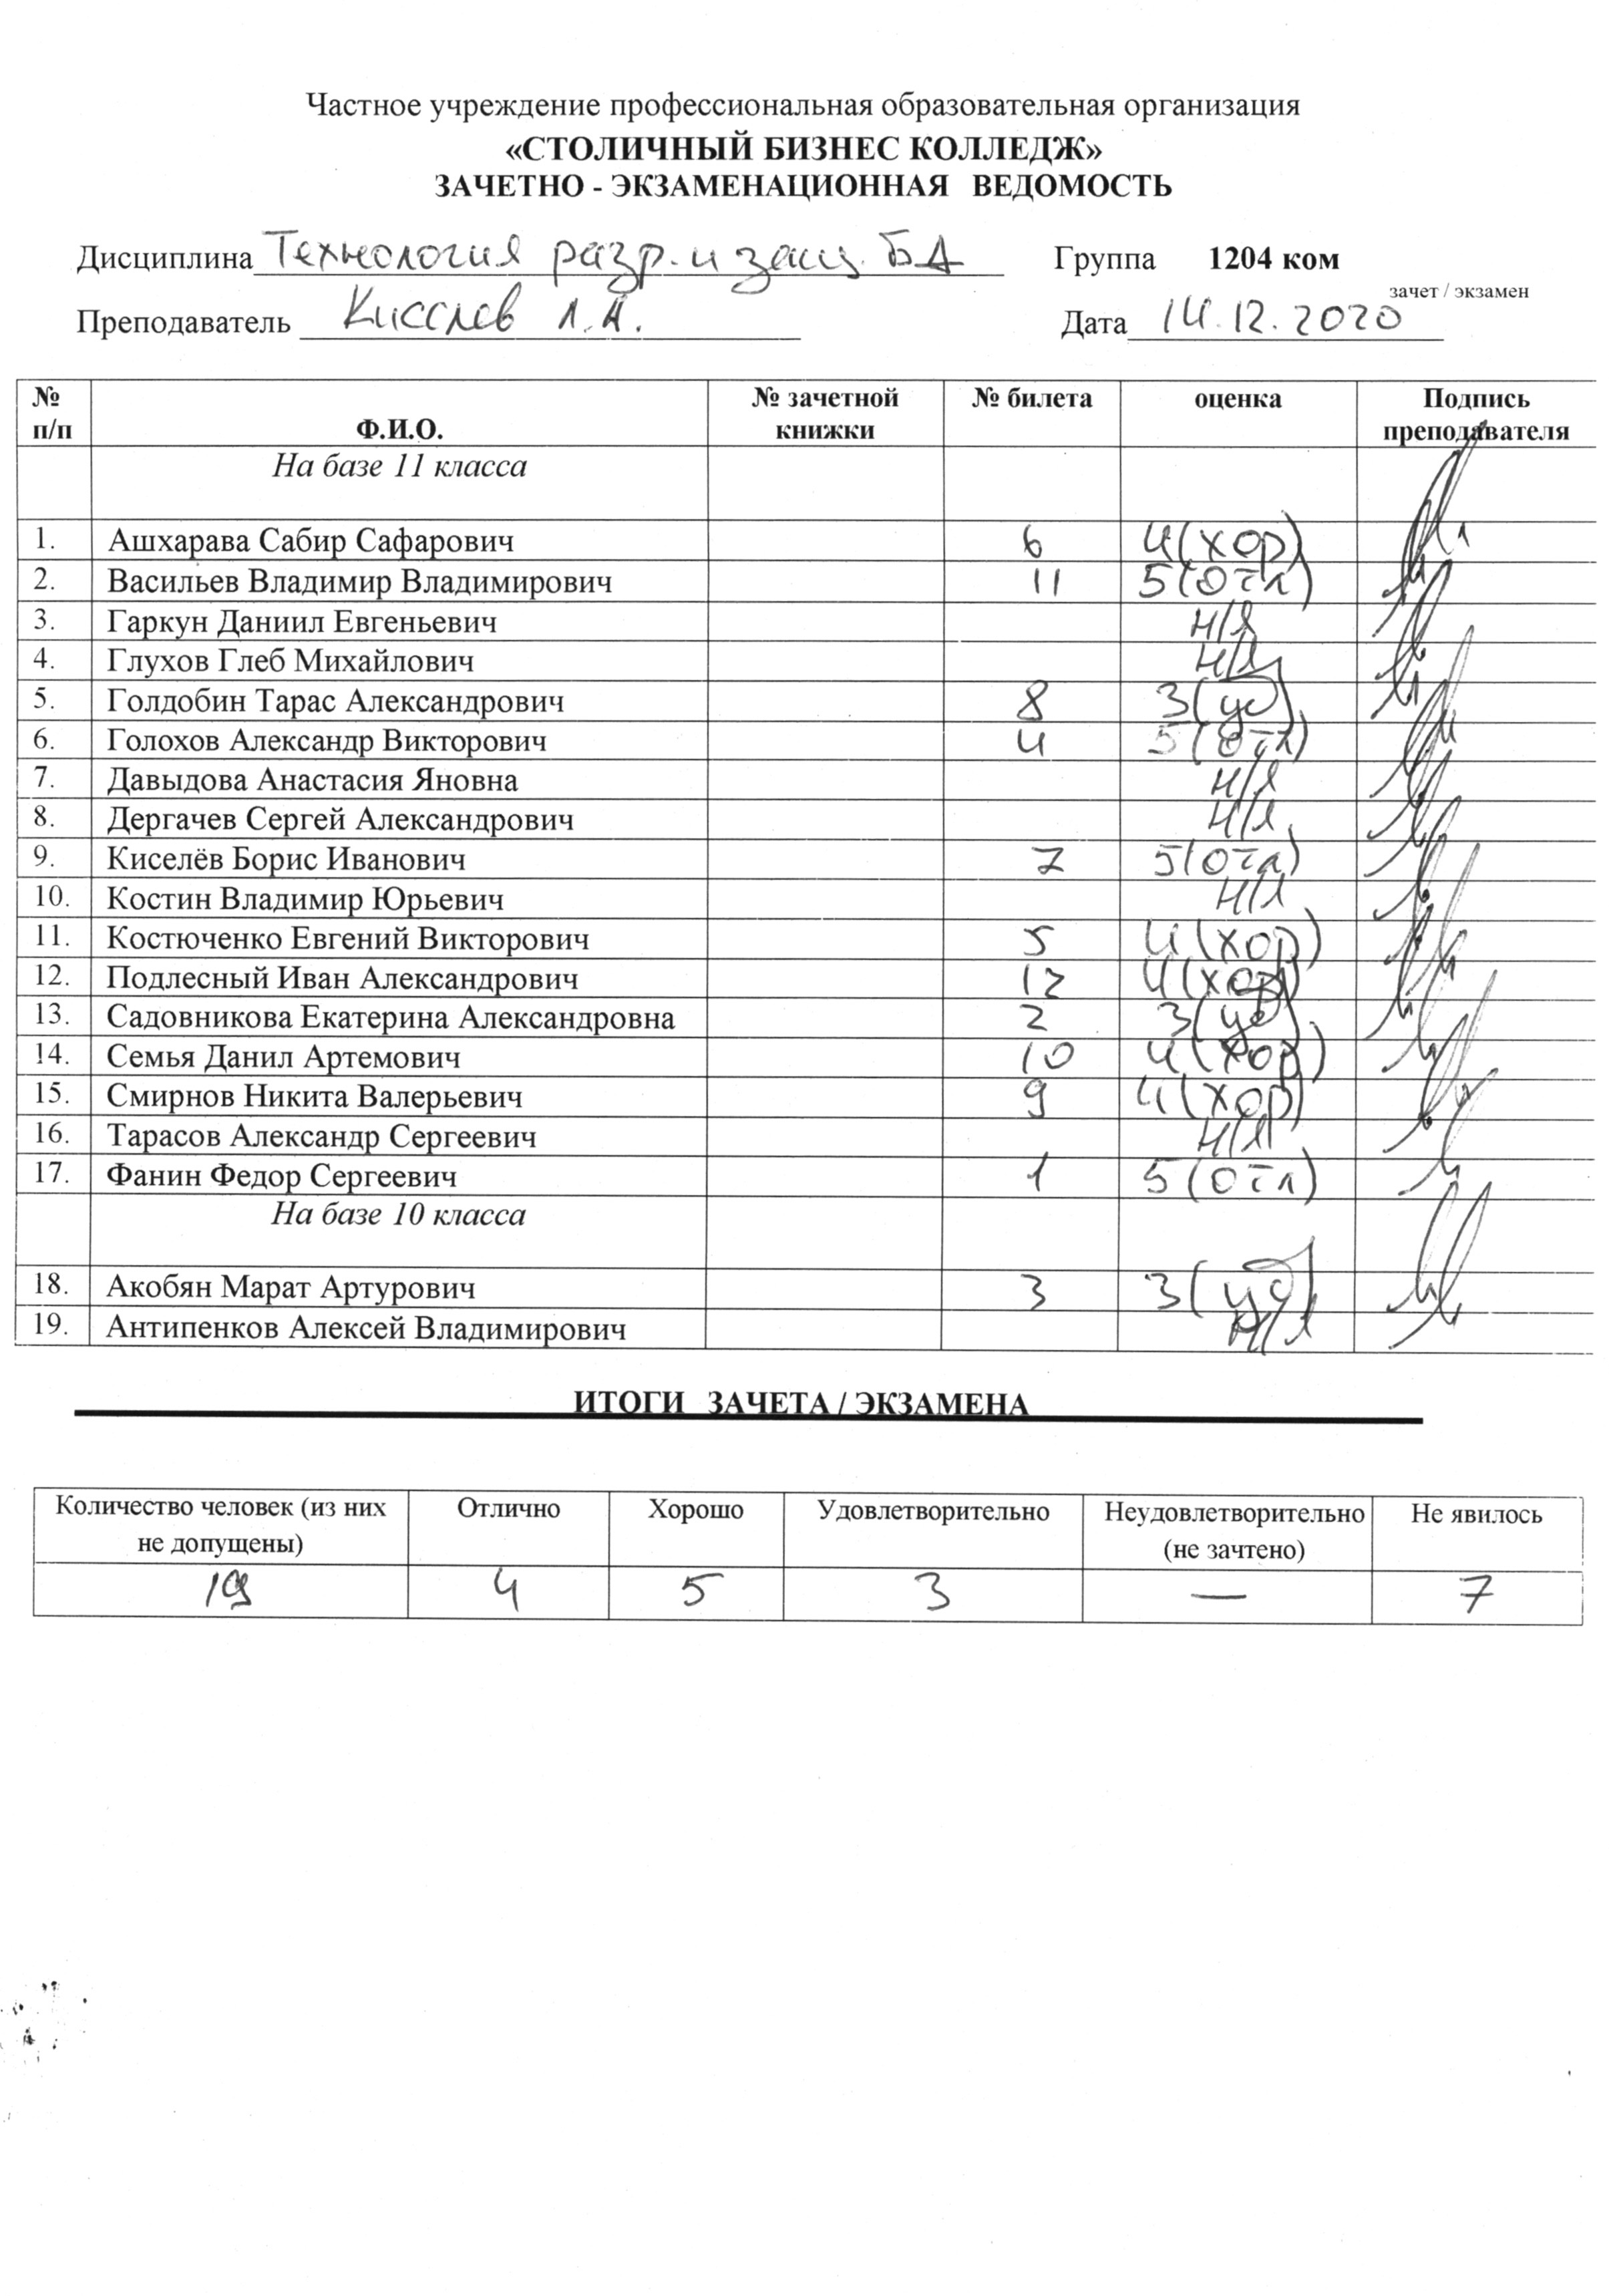 Частное учреждение профессиональная образовательная организация
«СТОЛИЧНЫЙ БИЗНЕС КОЛЛЕДЖ»
ЗАЧЕТНО - ЭКЗАМЕНАЦИОННАЯ ВЕДОМОСТЬ
Дисциплина Технология разр. и защ. БД Группа 1204 ком
зачет / экзамен
Преподаватель Киселев Л.А. Дата 14.12.2020
№ п/п Ф.И.О. № зачетной книжки № билета оценка Подпись преподавателя
На базе 11 класса
1. Ашхарава Сабир Сафарович 6 4(хор)
2. Васильев Владимир Владимирович 11 5(отл)
3. Гаркун Даниил Евгеньевич н/я
4. Глухов Глеб Михайлович н/я
5. Голдобин Тарас Александрович 8 3(уд)
6. Голохов Александр Викторович 4 5(отл)
7. Давыдова Анастасия Яновна н/я
8. Дергачев Сергей Александрович н/я
9. Киселёв Борис Иванович 7 5(отл)
10. Костин Владимир Юрьевич н/я
11. Костюченко Евгений Викторович 5 4(хор)
12. Подлесный Иван Александрович 12 4(хор)
13. Садовникова Екатерина Александровна 2 3(уд)
14. Семья Данил Артемович 10 4(хор)
15. Смирнов Никита Валерьевич 9 4(хор)
16. Тарасов Александр Сергеевич н/я
17. Фанин Федор Сергеевич 1 5(отл)
На базе 10 класса
18. Акобян Марат Артурович 3 3(уд)
19. Антипенков Алексей Владимирович н/я
ИТОГИ ЗАЧЕТА / ЭКЗАМЕНА
Количество человек (из них не допущены) Отлично Хорошо Удовлетворительно Неудовлетворительно (не зачтено) Не явилось
19 4 5 3 — 7